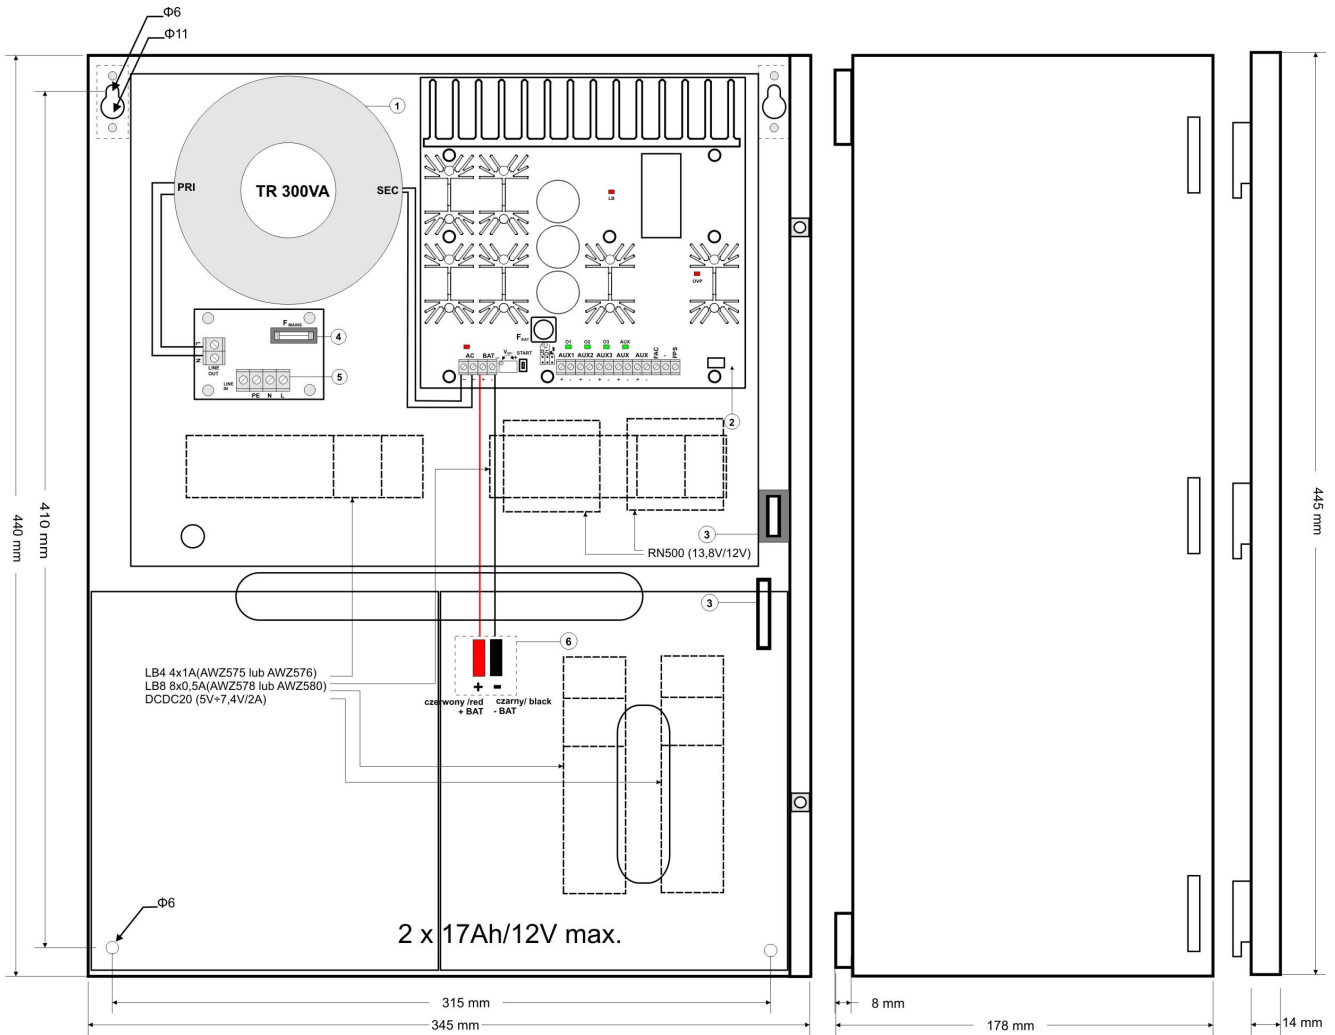 Φ6
Φ11
1
TR 300VA
PRI
SEC
LB
OVP
F MAINS
4
L
N
LINE OUT
LINE IN
PE N L
5
F BAT
O1 O2 O3 AUX
AC BAT
START
AUX1 AUX2 AUX3 AUX AUX FAC - FPS
~ ~ + -
+ - + - + - + - + -
2
3
RN500 (13,8V/12V)
3
6
LB4 4x1A(AWZ575 lub AWZ576)
LB8 8x0,5A(AWZ578 lub AWZ580)
DCDC20 (5V÷7,4V/2A)
+ -
czerwony /red
+ BAT
czarny/ black
- BAT
Φ6
2 x 17Ah/12V max.
410 mm
440 mm
445 mm
315 mm
345 mm
8 mm
178 mm
14 mm